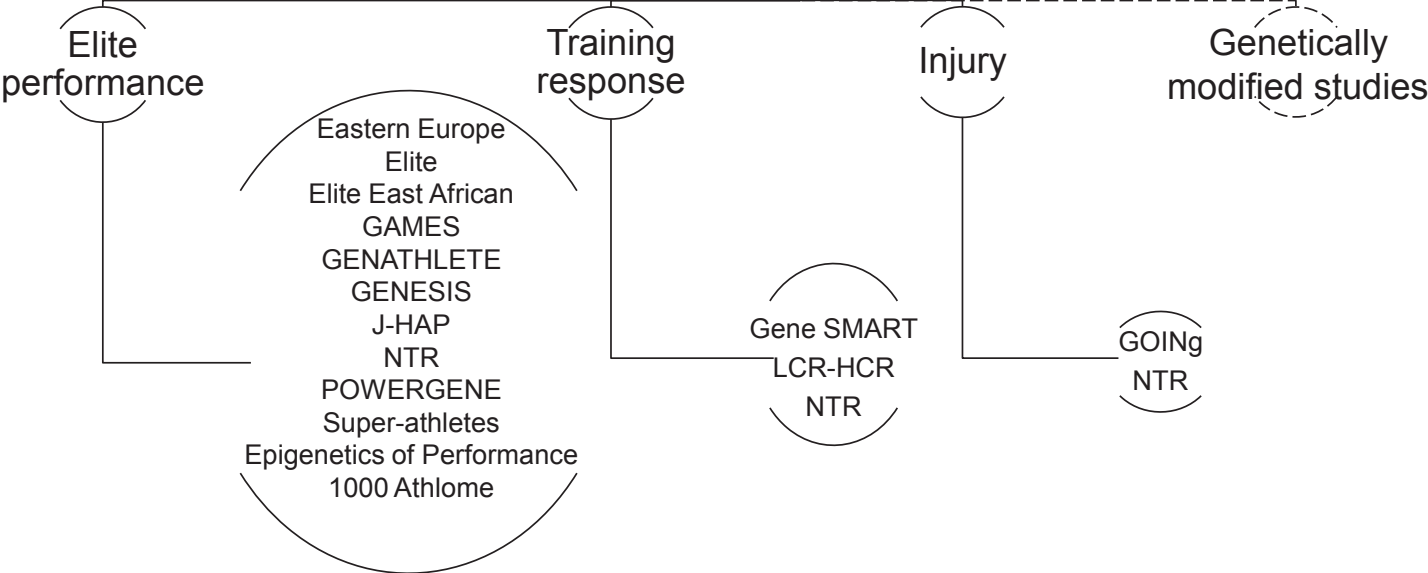 Elite
performance
Training
response
Injury
Genetically
modified studies
Eastern Europe
Elite
Elite East African
GAMES
GENATHLETE
GENESIS
J-HAP
NTR
POWERGENE
Super-athletes
Epigenetics of Performance
1000 Athlome
Gene SMART
LCR-HCR
NTR
GOINg
NTR